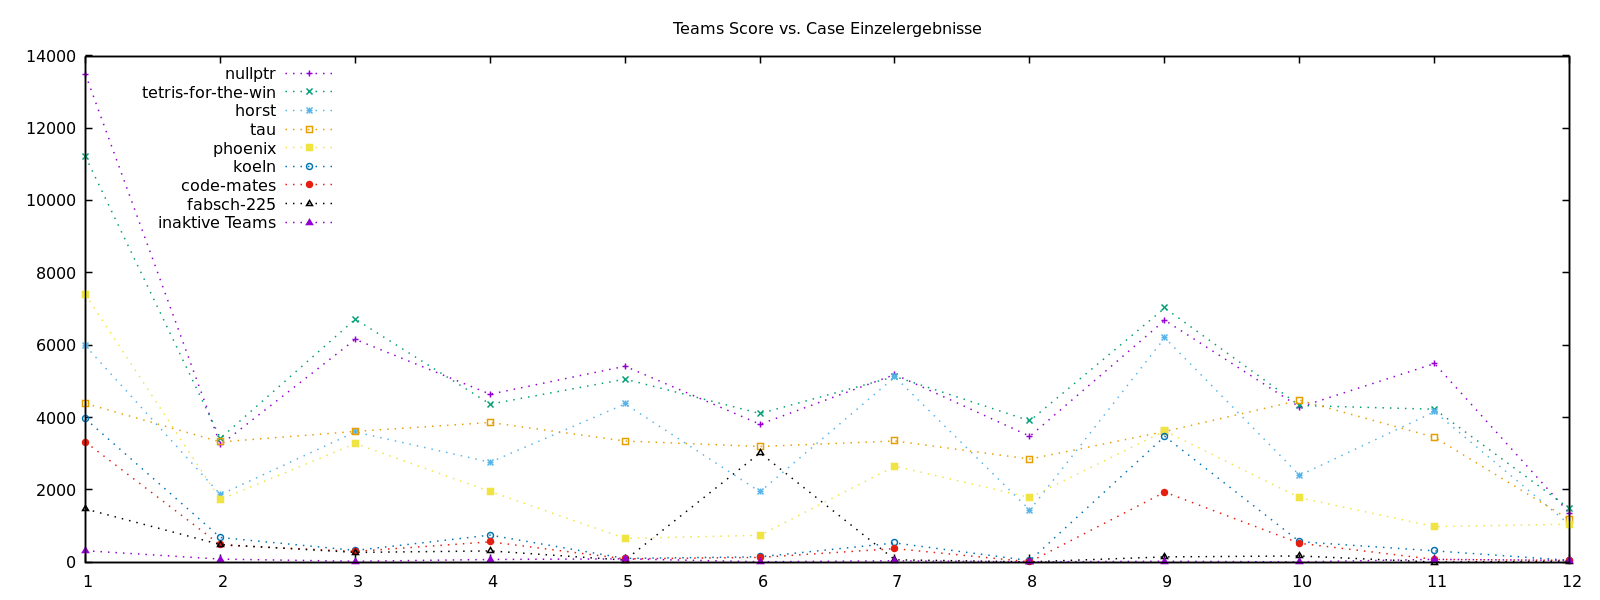 Teams Score vs. Case Einzelergebnisse
14000
12000
10000
8000
6000
4000
2000
0
nullptr
tetris-for-the-win
horst
tau
phoenix
koeln
code-mates
fabsch-225
inaktive Teams
1 2 3 4 5 6 7 8 9 10 11 12